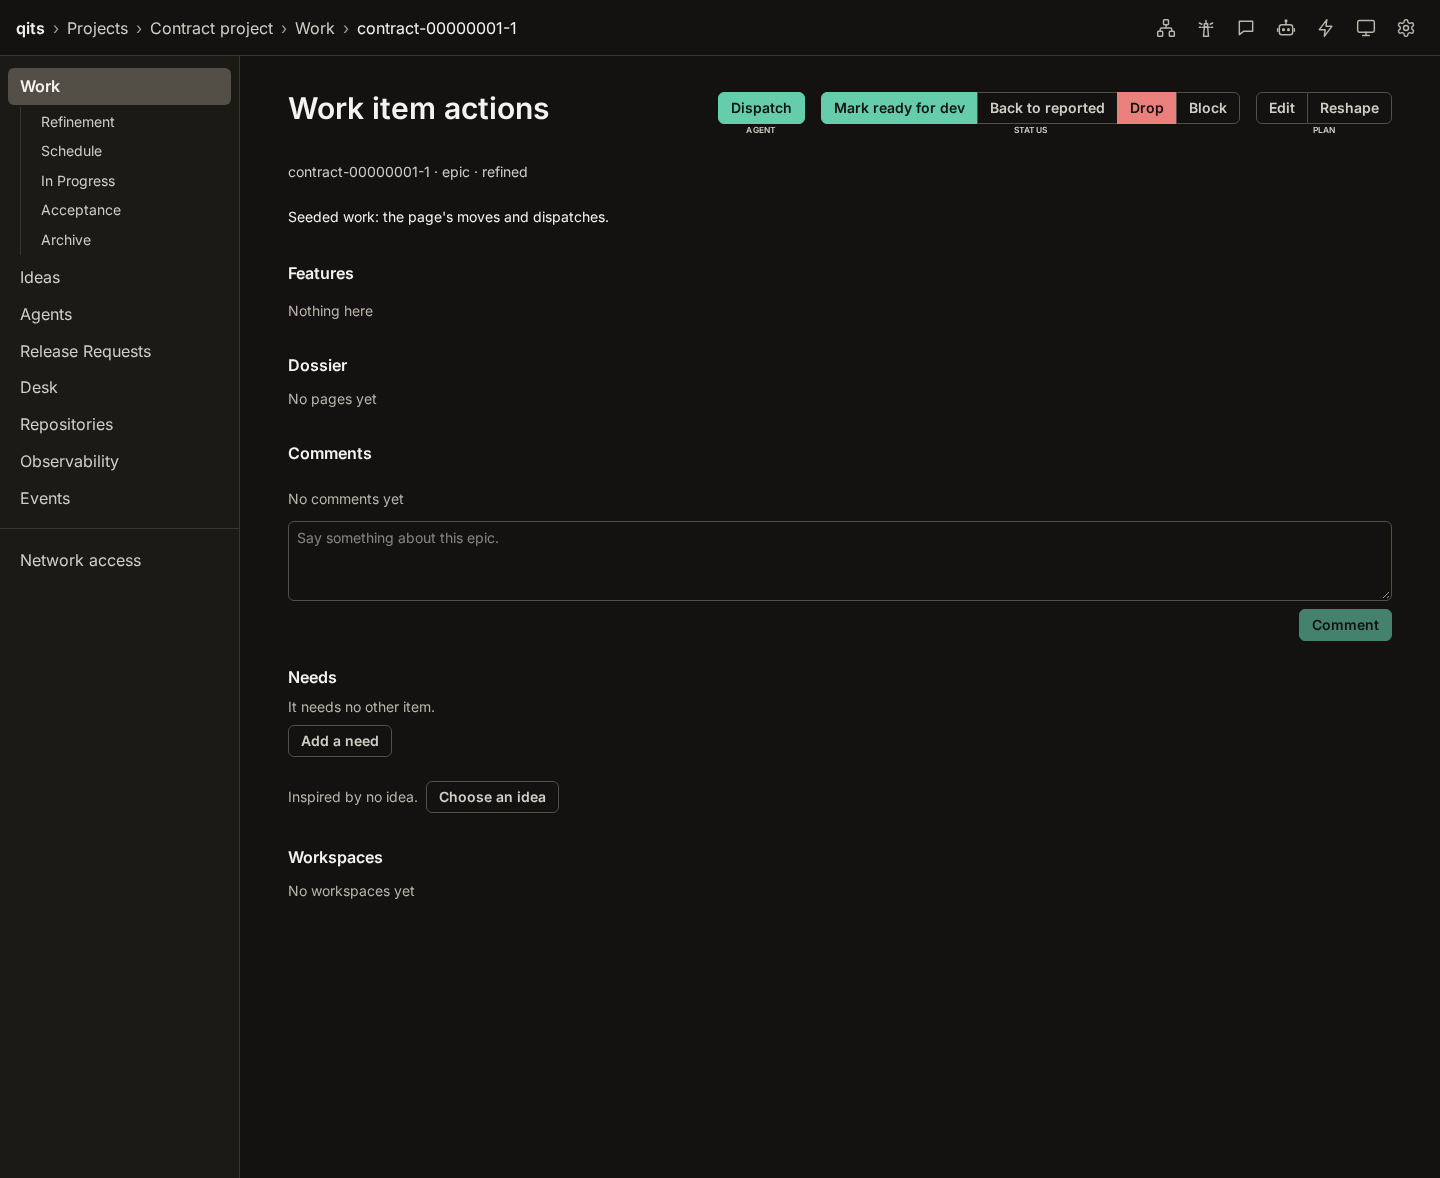 qits › Projects › Contract project › Work › contract-00000001-1
Work
Refinement
Schedule
In Progress
Acceptance
Archive
Ideas
Agents
Release Requests
Desk
Repositories
Observability
Events
Network access
Work item actions
Dispatch
AGENT
Mark ready for dev
Back to reported
Drop
Block
STATUS
Edit
Reshape
PLAN
contract-00000001-1 · epic · refined
Seeded work: the page's moves and dispatches.
Features
Nothing here
Dossier
No pages yet
Comments
No comments yet
Say something about this epic.
Comment
Needs
It needs no other item.
Add a need
Inspired by no idea. Choose an idea
Workspaces
No workspaces yet